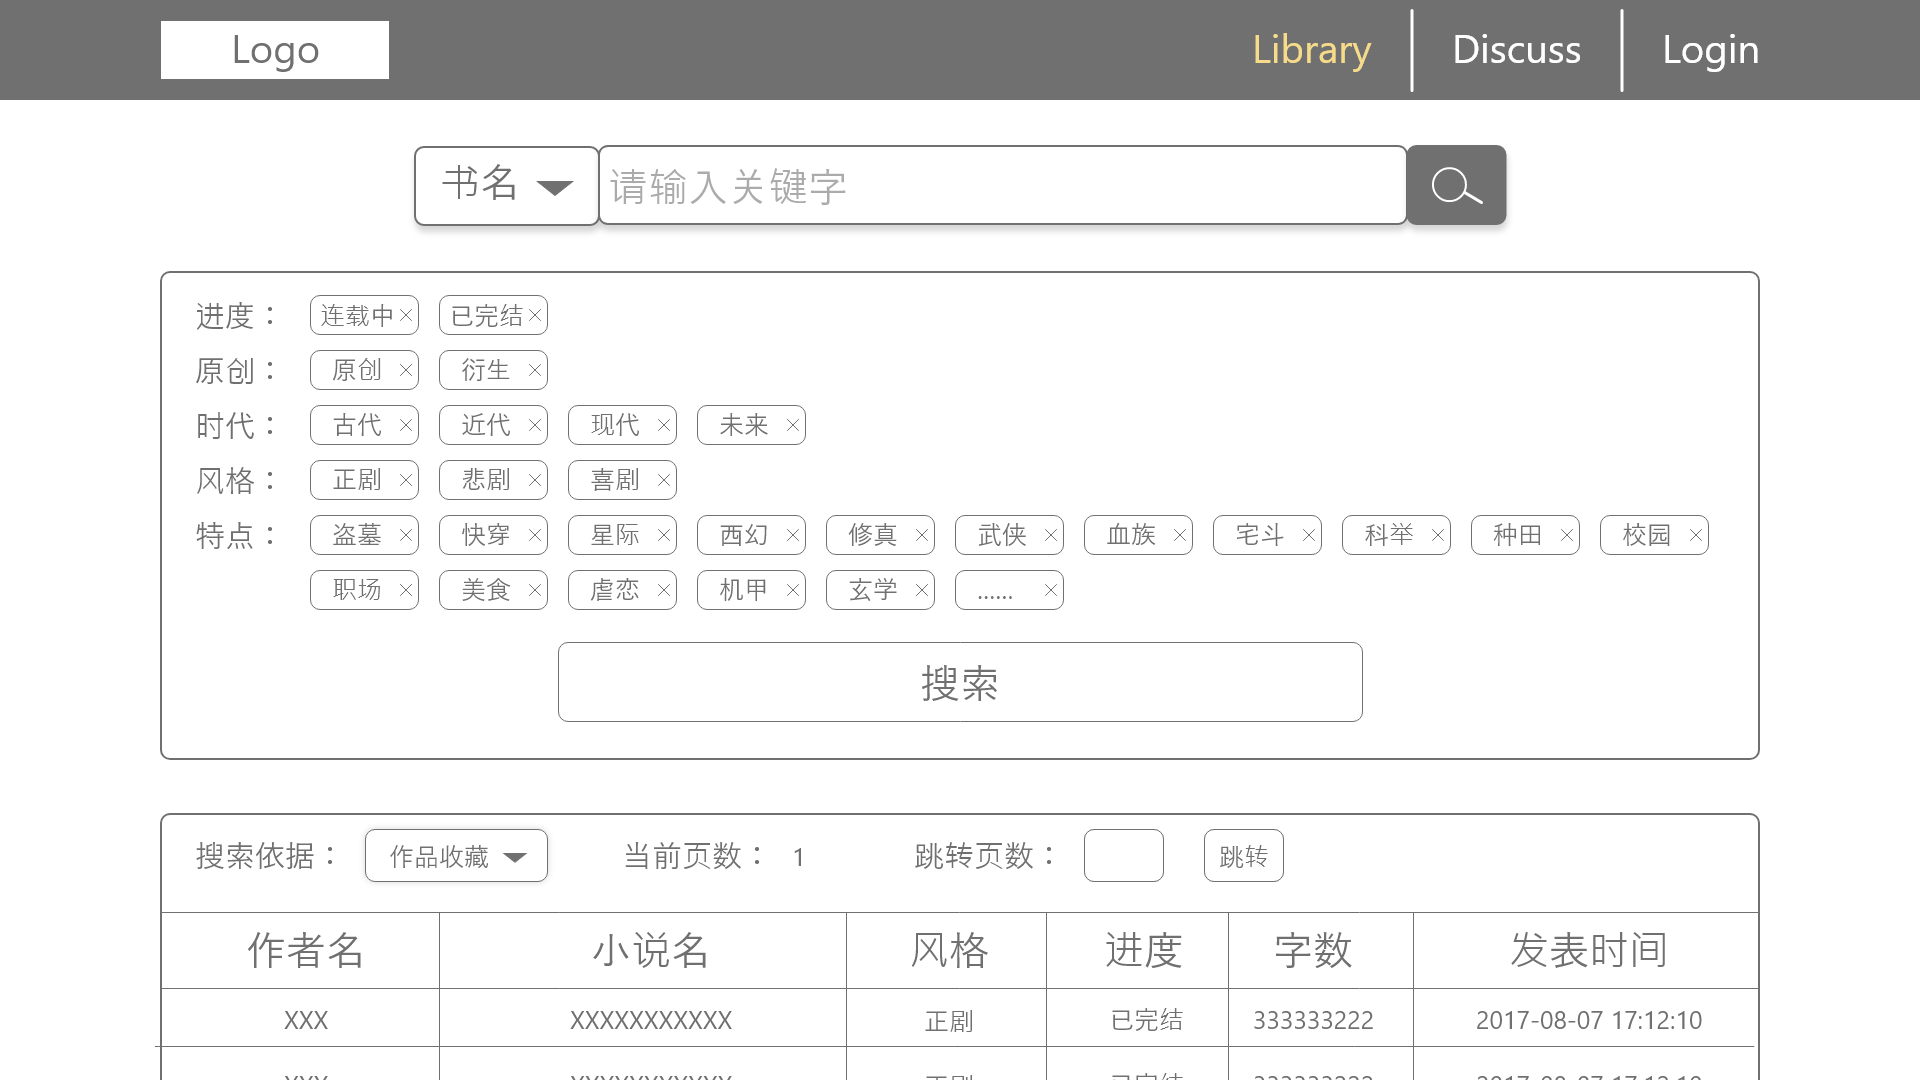 Logo Library Discuss Login
书名 请输入关键字
进度： 连载中 已完结
原创： 原创 衍生
时代： 古代 近代 现代 未来
风格： 正剧 悲剧 喜剧
特点： 盗墓 快穿 星际 西幻 修真 武侠 血族 宅斗 科举 种田 校园
职场 美食 虐恋 机甲 玄学 ......
搜索
搜索依据： 作品收藏 当前页数： 1 跳转页数： 跳转
作者名 小说名 风格 进度 字数 发表时间
XXX XXXXXXXXXXX 正剧 已完结 333333222 2017-08-07 17:12:10